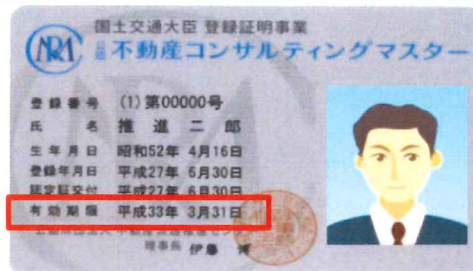 国土交通大臣 登録証明事業
公認 不動産コンサルティングマスター
登録番号 (1)第00000号
氏名 推進二郎
生年月日 昭和52年 4月16日
登録年月日 平成27年 6月30日
認定証交付 平成27年 6月30日
有効期限 平成33年 3月31日
理事長 伊藤